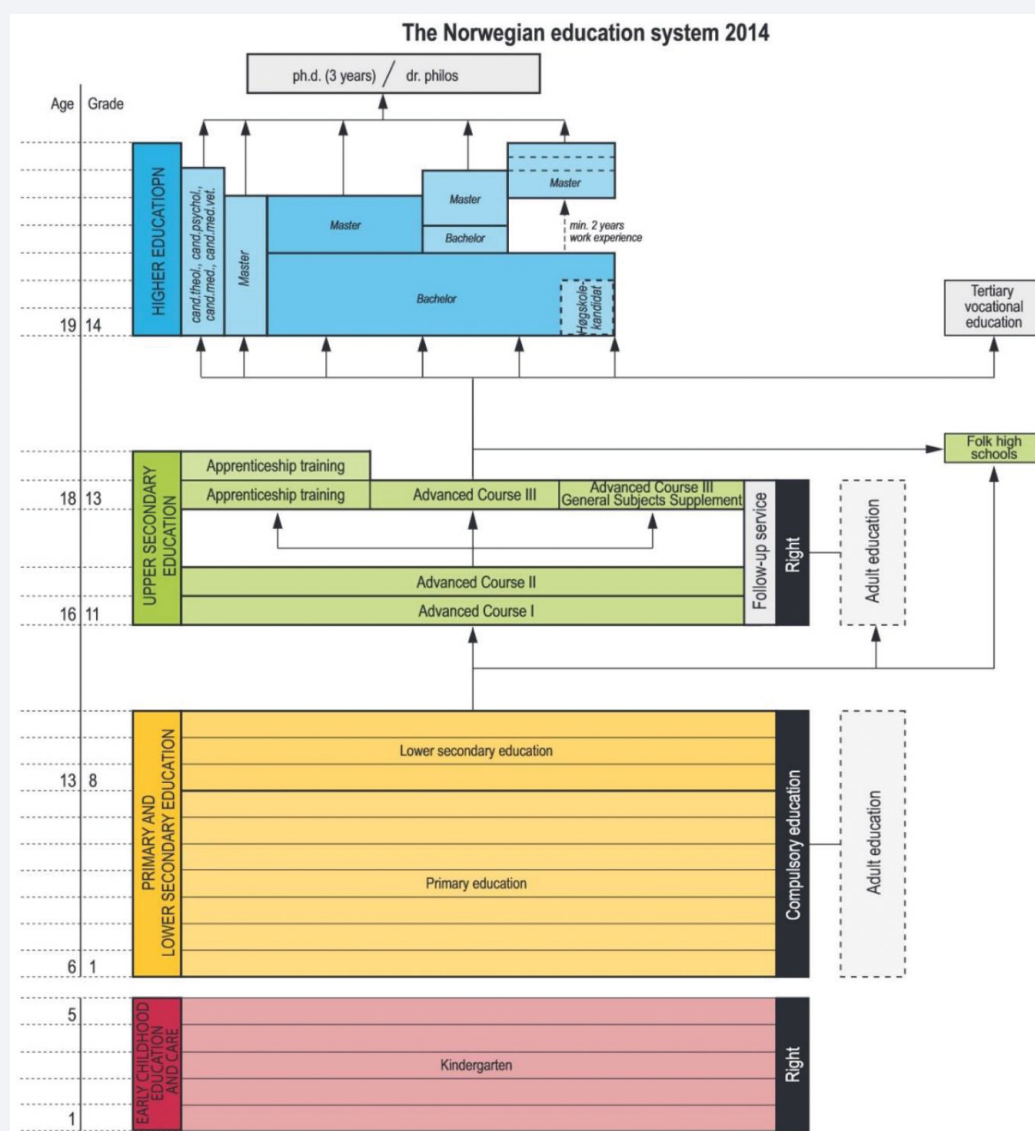 The Norwegian education system 2014
ph.d. (3 years) / dr. philos
Age Grade
HIGHER EDUCATIOPN
cand.theol., cand.psychol.,
cand.med., cand.med.vet.
Master
Master
Master
Bachelor
Master
min. 2 years
work experience
Bachelor
Høgskole-
kandidat
19 14
Tertiary
vocational
education
Folk high
schools
UPPER SECONDARY
EDUCATION
Apprenticeship training
18 13
Apprenticeship training
Advanced Course III
Advanced Course III
General Subjects Supplement
Follow-up service
Right
Adult education
Advanced Course II
16 11
Advanced Course I
PRIMARY AND
LOWER SECONDARY EDUCATION
Lower secondary education
13 8
Primary education
6 1
Compulsory education
Adult education
EARLY CHILDHOOD
EDUCATION
AND CARE
5
Kindergarten
1
Right